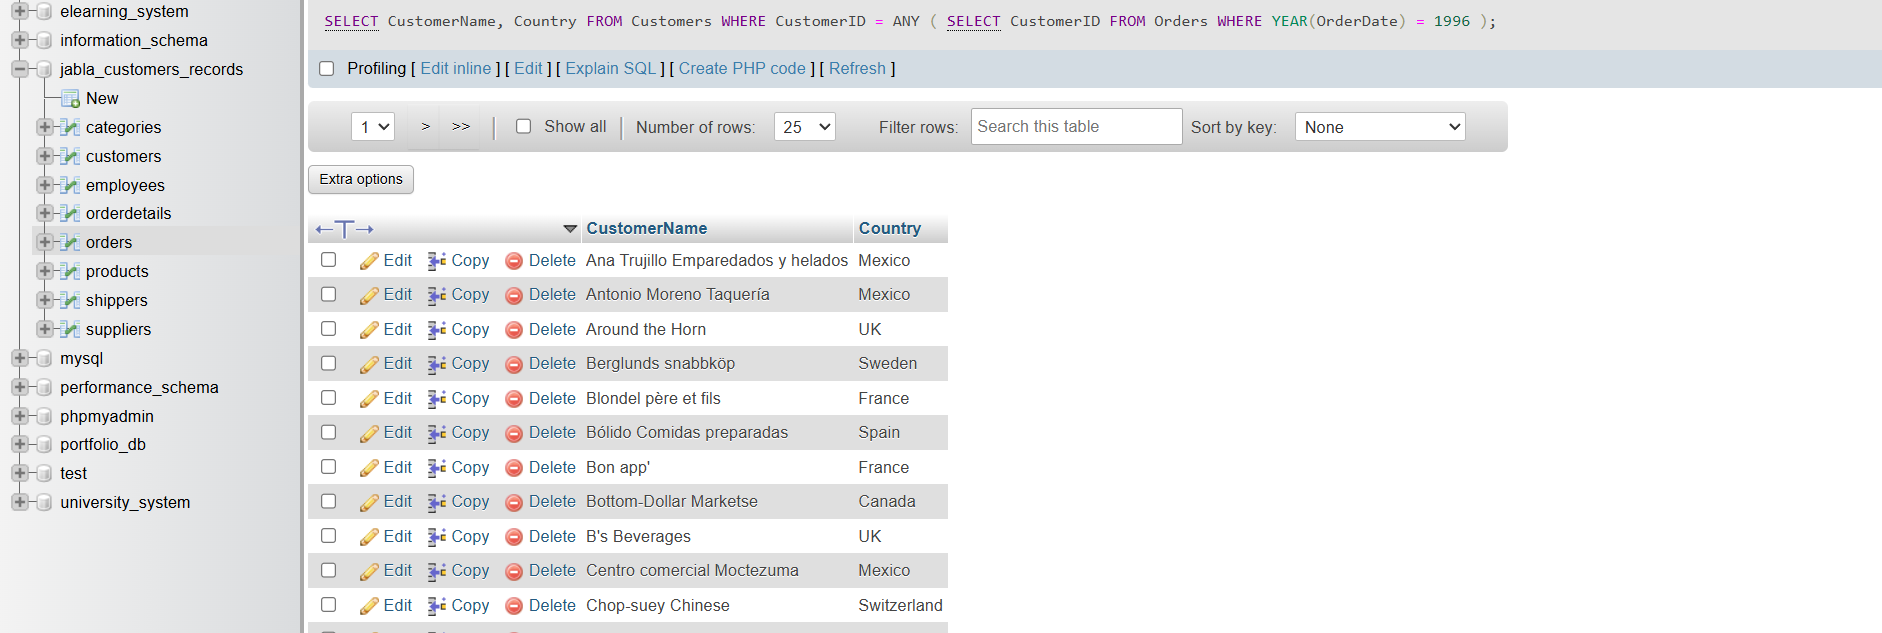 elearning_system
information_schema
jabla_customers_records
New
categories
customers
employees
orderdetails
orders
products
shippers
suppliers
mysql
performance_schema
phpmyadmin
portfolio_db
test
university_system
SELECT CustomerName, Country FROM Customers WHERE CustomerID = ANY ( SELECT CustomerID FROM Orders WHERE YEAR(OrderDate) = 1996 );
Profiling [ Edit inline ] [ Edit ] [ Explain SQL ] [ Create PHP code ] [ Refresh ]
1 > >> | Show all | Number of rows: 25 Filter rows: Search this table Sort by key: None
Extra options
←T→ CustomerName Country
Edit Copy Delete Ana Trujillo Emparedados y helados Mexico
Edit Copy Delete Antonio Moreno Taquería Mexico
Edit Copy Delete Around the Horn UK
Edit Copy Delete Berglunds snabbköp Sweden
Edit Copy Delete Blondel père et fils France
Edit Copy Delete Bólido Comidas preparadas Spain
Edit Copy Delete Bon app' France
Edit Copy Delete Bottom-Dollar Marketse Canada
Edit Copy Delete B's Beverages UK
Edit Copy Delete Centro comercial Moctezuma Mexico
Edit Copy Delete Chop-suey Chinese Switzerland